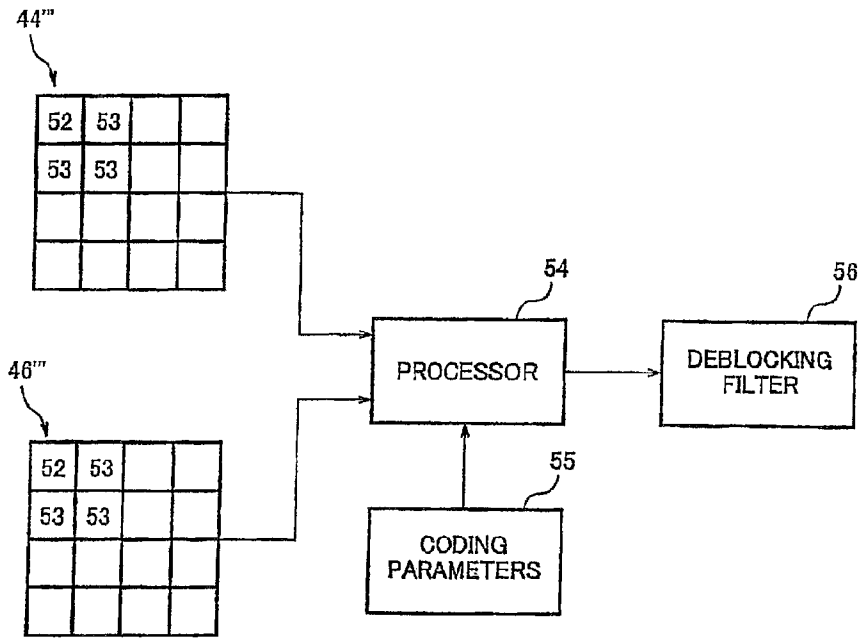 44'''
52 53
53 53
54
PROCESSOR
56
DEBLOCKING
FILTER
46'''
52 53
53 53
55
CODING
PARAMETERS